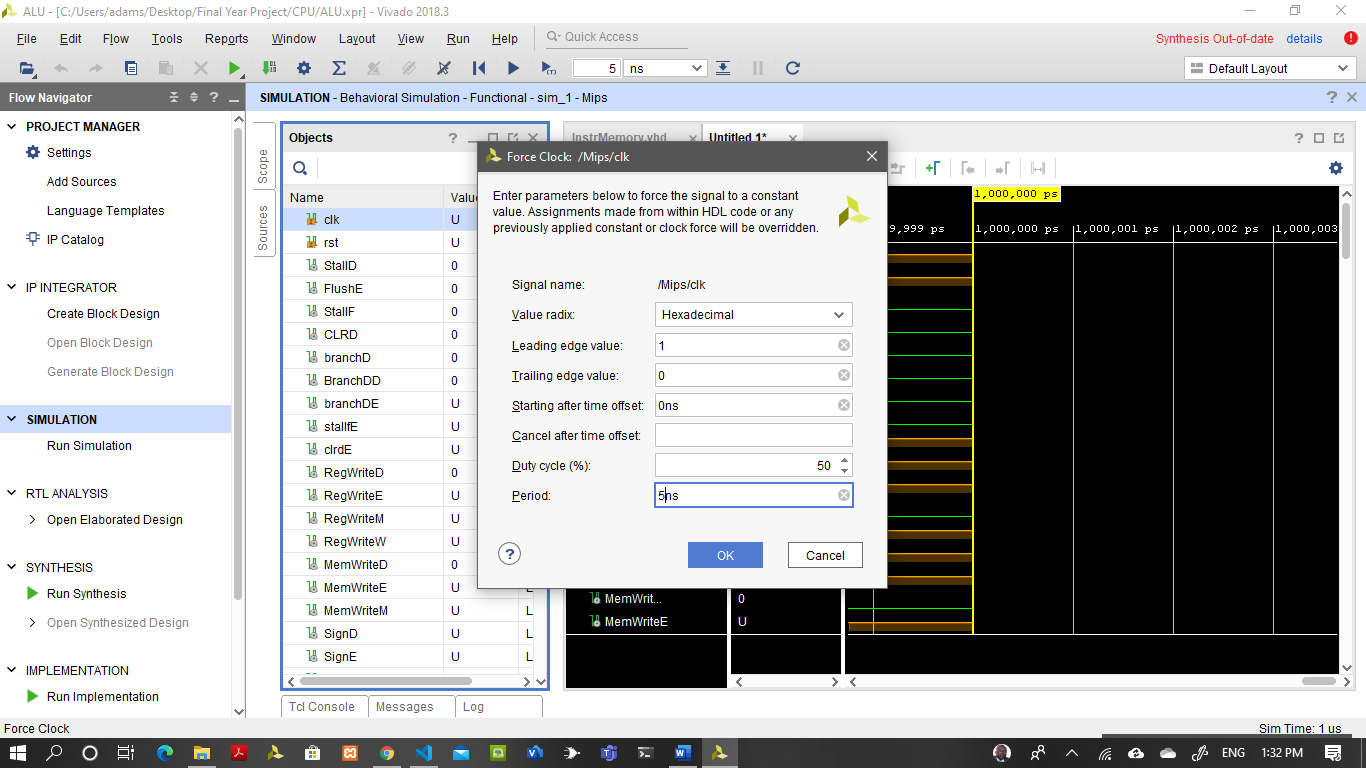 ALU - [C:/Users/adams/Desktop/Final Year Project/CPU/ALU.xpr] - Vivado 2018.3
File Edit Flow Tools Reports Window Layout View Run Help Quick Access
Synthesis Out-of-date details
5 ns
Default Layout
Flow Navigator
SIMULATION - Behavioral Simulation - Functional - sim_1 - Mips
PROJECT MANAGER
Settings
Add Sources
Language Templates
IP Catalog
IP INTEGRATOR
Create Block Design
Open Block Design
Generate Block Design
SIMULATION
Run Simulation
RTL ANALYSIS
Open Elaborated Design
SYNTHESIS
Run Synthesis
Open Synthesized Design
IMPLEMENTATION
Run Implementation
Scope
Sources
Objects
Name Valu
clk U
rst U
StallD 0
FlushE 0
StallF 0
CLRD 0
branchD 0
BranchDD 0
branchDE U
stallfE U
clrdE U
RegWriteD 0
RegWriteE U
RegWriteM U
RegWriteW U
MemWriteD 0
MemWriteE U L
MemWriteM U L
SignD U L
SignE U L
Tcl Console Messages Log
InstrMemory.vhd Untitled 1*
Force Clock: /Mips/clk
Enter parameters below to force the signal to a constant
value. Assignments made from within HDL code or any
previously applied constant or clock force will be overridden.
Signal name: /Mips/clk
Value radix: Hexadecimal
Leading edge value: 1
Trailing edge value: 0
Starting after time offset: 0ns
Cancel after time offset:
Duty cycle (%): 50
Period: 5ns
?
OK Cancel
1,000,000 ps
9,999 ps 1,000,000 ps 1,000,001 ps 1,000,002 ps 1,000,003
MemWrit... 0
MemWriteE U
Force Clock
Sim Time: 1 us
ENG 1:32 PM